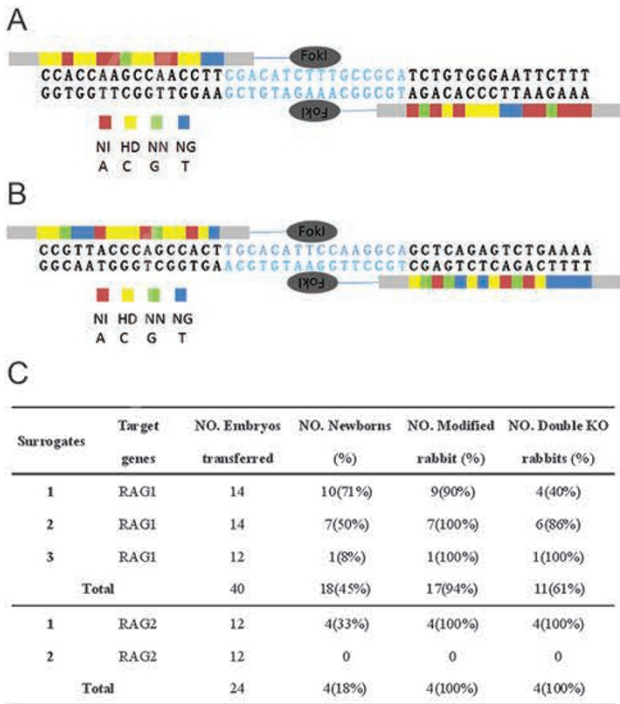 A
FokI
CCACCAAGCCAACCTTCGACATCTTTGCCGCATCTGTGGGAATTCTTT
GGTGGTTCGGTTGGAAGCTGTAGAAACGGCGTAGACACCCTTAAGAAA
FokI
NI HD NN NG
A C G T
B
FokI
CCGTTACCCAGCCACTTGCACATTCCAAGGCAGCTCAGAGTCTGAAAA
GGCAATGGGTCGGTGAACGTGTAAGGTTCCGTCGAGTCTCAGACTTTT
FokI
NI HD NN NG
A C G T
C
Surrogates Target genes NO. Embryos transferred NO. Newborns (%) NO. Modified rabbit (%) NO. Double KO rabbits (%)
1 RAG1 14 10(71%) 9(90%) 4(40%)
2 RAG1 14 7(50%) 7(100%) 6(86%)
3 RAG1 12 1(8%) 1(100%) 1(100%)
Total 40 18(45%) 17(94%) 11(61%)
1 RAG2 12 4(33%) 4(100%) 4(100%)
2 RAG2 12 0 0 0
Total 24 4(18%) 4(100%) 4(100%)